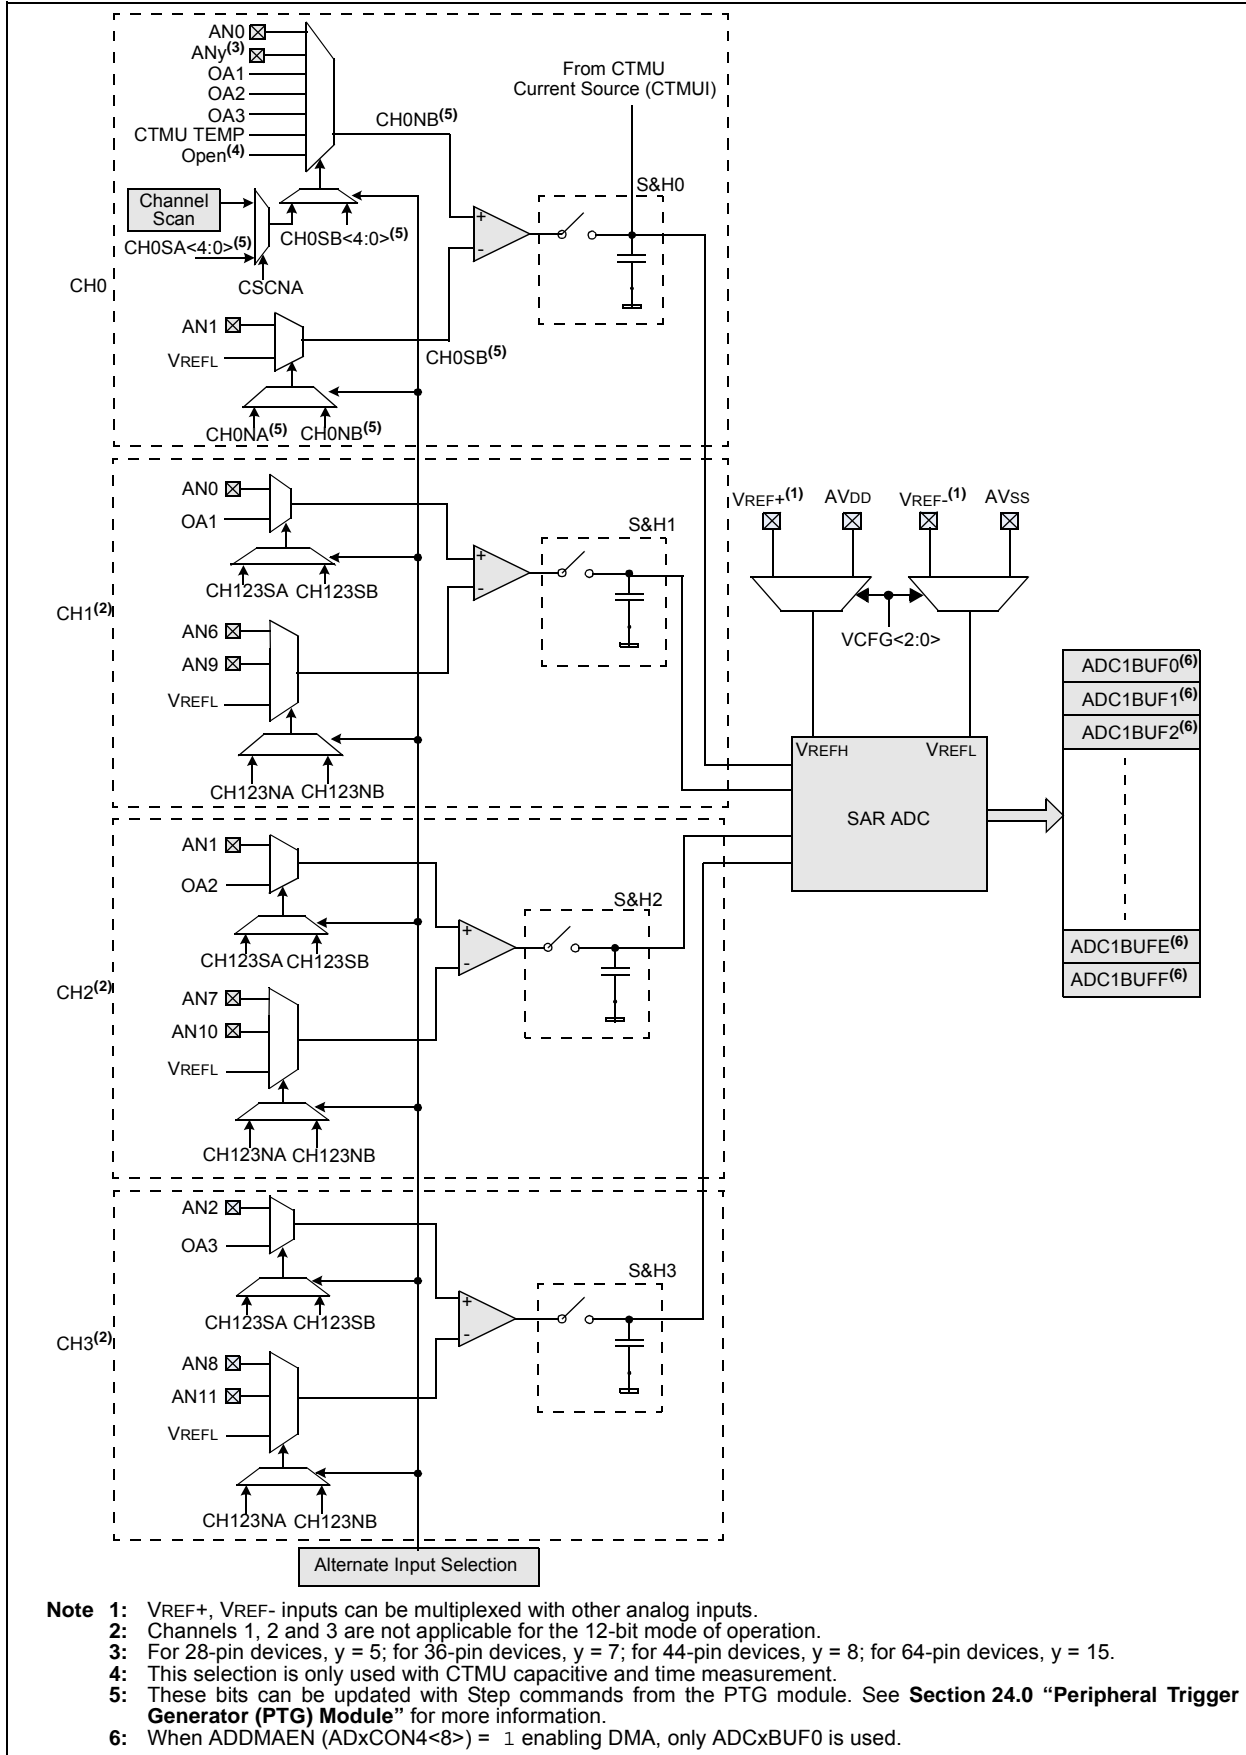 AN0
ANy(3)
OA1
OA2
OA3
CTMU TEMP
Open(4)
From CTMU
Current Source (CTMUI)
CH0NB(5)
S&H0
+
-
Channel
Scan
CH0SA<4:0>(5)
CH0SB<4:0>(5)
CSCNA
CH0
AN1
VREFL
CH0SB(5)
CH0NA(5)
CH0NB(5)
AN0
OA1
S&H1
+
-
CH123SA CH123SB
CH1(2)
AN6
AN9
VREFL
CH123NA CH123NB
VREF+(1)
AVDD
VREF-(1)
AVSS
VCFG<2:0>
VREFH
VREFL
SAR ADC
ADC1BUF0(6)
ADC1BUF1(6)
ADC1BUF2(6)
ADC1BUFE(6)
ADC1BUFF(6)
AN1
OA2
S&H2
+
-
CH123SA CH123SB
CH2(2)
AN7
AN10
VREFL
CH123NA CH123NB
AN2
OA3
S&H3
+
-
CH123SA CH123SB
CH3(2)
AN8
AN11
VREFL
CH123NA CH123NB
Alternate Input Selection
Note 1: VREF+, VREF- inputs can be multiplexed with other analog inputs.
2: Channels 1, 2 and 3 are not applicable for the 12-bit mode of operation.
3: For 28-pin devices, y = 5; for 36-pin devices, y = 7; for 44-pin devices, y = 8; for 64-pin devices, y = 15.
4: This selection is only used with CTMU capacitive and time measurement.
5: These bits can be updated with Step commands from the PTG module. See Section 24.0 “Peripheral Trigger
Generator (PTG) Module” for more information.
6: When ADDMAEN (ADxCON4<8>) = 1 enabling DMA, only ADCxBUF0 is used.